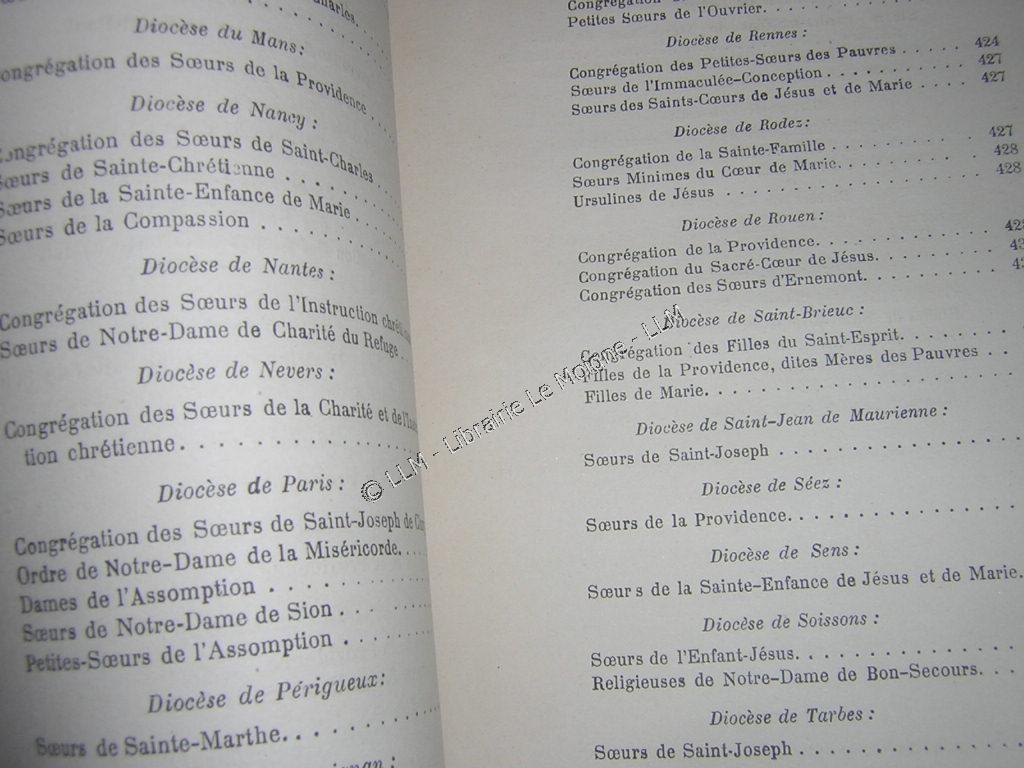 Charles.
Diocèse du Mans:
Congrégation des Sœurs de la Providence . . .
Diocèse de Nancy :
Congrégation des Sœurs de Saint-Charles . .
Sœurs de Sainte-Chrétienne . . . . . . .
Sœurs de la Sainte-Enfance de Marie . . .
Sœurs de la Compassion . . . . . . . .
Diocèse de Nantes :
Congrégation des Sœurs de l'Instruction
Sœurs de Notre-Dame de Charité du Refuge . .
Diocèse de Nevers :
Congrégation des Sœurs de la Charité et de
tion chrétienne. . . . . . . . . . . . .
Diocèse de Paris :
Congrégation des Sœurs de Saint-Joseph de
Ordre de Notre-Dame de la Miséricorde. . . .
Dames de l'Assomption . . . . . . . . .
Sœurs de Notre-Dame de Sion . . . . . .
Petites-Sœurs de l'Assomption . . . . . .
Diocèse de Périgueux:
Sœurs de Sainte-Marthe. . . . . . . . .
Congrégation
Petites Sœurs de l'Ouvrier. . . . . . . .
Diocèse de Rennes :
Congrégation des Petites-Sœurs des Pauvres . . . . . 424
Sœurs de l'Immaculée-Conception . . . . . . . . . . . 427
Sœurs des Saints-Cœurs de Jésus et de Marie . . . . 427
Diocèse de Rodez :
Congrégation de la Sainte-Famille . . . . . . . . . . . 427
Sœurs Minimes du Cœur de Marie. . . . . . . . . . . . 428
Ursulines de Jésus . . . . . . . . . . . . . . . . . . 428
Diocèse de Rouen :
Congrégation de la Providence. . . . . . . . . . . . .
Congrégation du Sacré-Cœur de Jésus. . . . . . . . .
Congrégation des Sœurs d'Ernemont. . . . . . . . . .
Diocèse de Saint-Brieuc :
Congrégation des Filles du Saint-Esprit. . . . . . . .
Filles de la Providence, dites Mères des Pauvres . .
Filles de Marie. . . . . . . . . . . . . . . . . . . .
Diocèse de Saint-Jean de Maurienne :
Sœurs de Saint-Joseph . . . . . . . . . . . . . . . .
Diocèse de Séez :
Sœurs de la Providence. . . . . . . . . . . . . . . .
Diocèse de Sens :
Sœurs de la Sainte-Enfance de Jésus et de Marie.
Diocèse de Soissons :
Sœurs de l'Enfant-Jésus. . . . . . . . . . . . . . . .
Religieuses de Notre-Dame de Bon-Secours. . . .
Diocèse de Tarbes :
Sœurs de Saint-Joseph . . . . . . . . . . . . . . . .
© LLM - Librairie Le Molene - LLM